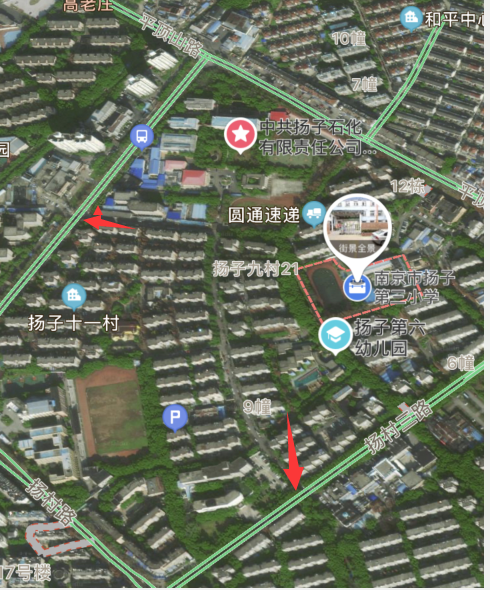 高老庄
和平中心
平顶山路
10幢
7幢
中共扬子石化
有限责任公司...
园
12栋
平顶
圆通速递
街景全景
扬子九村21
南京市扬子
第三小学
扬子十一村
扬子第六
幼儿园
6幢
9幢
P
扬村二路
扬村路
17号楼